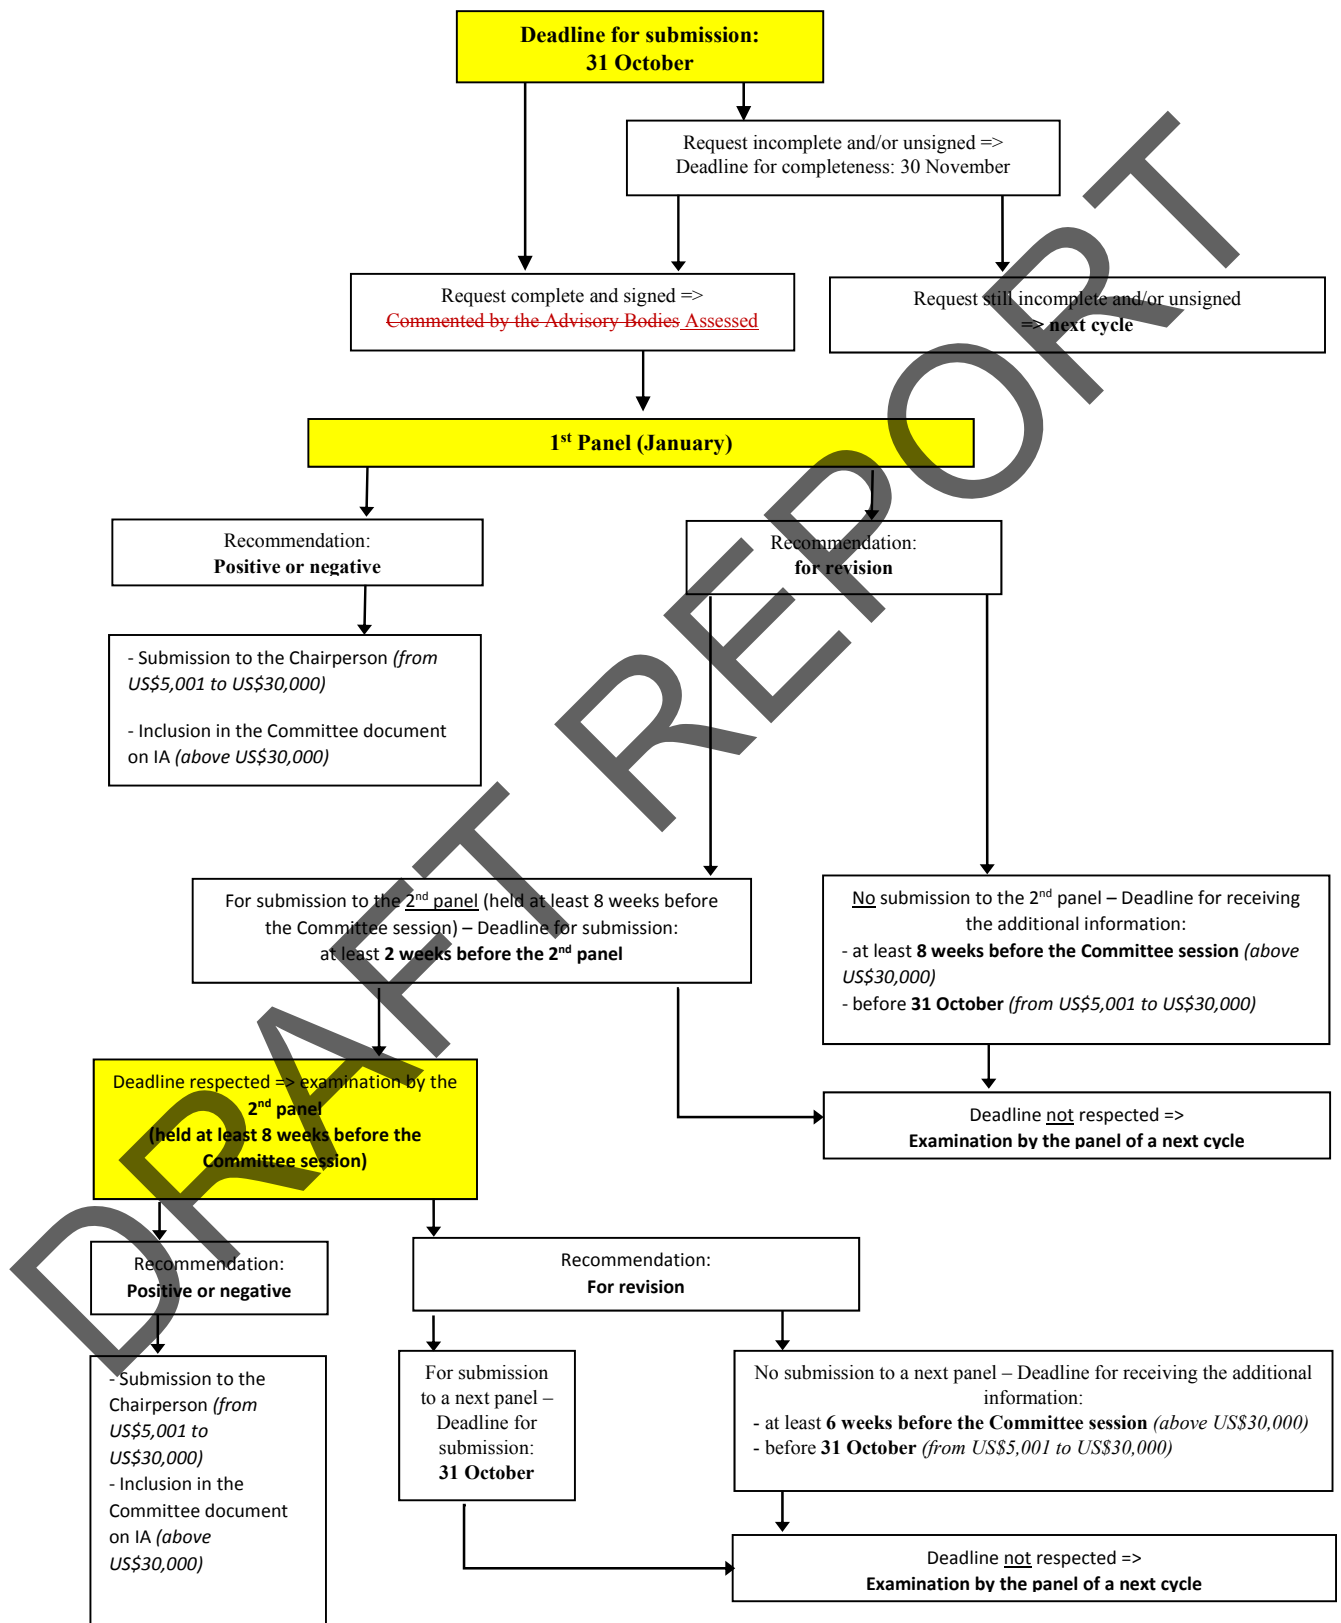 Deadline for submission:
31 October
Request incomplete and/or unsigned =>
Deadline for completeness: 30 November
Request complete and signed =>
Commented by the Advisory Bodies Assessed
Request still incomplete and/or unsigned
=> next cycle
1st Panel (January)
Recommendation:
Positive or negative
Recommendation:
for revision
- Submission to the Chairperson (from
US$5,001 to US$30,000)
- Inclusion in the Committee document
on IA (above US$30,000)
For submission to the 2nd panel (held at least 8 weeks before
the Committee session) – Deadline for submission:
at least 2 weeks before the 2nd panel
No submission to the 2nd panel – Deadline for receiving
the additional information:
- at least 8 weeks before the Committee session (above
US$30,000)
- before 31 October (from US$5,001 to US$30,000)
Deadline respected => examination by the
2nd panel
(held at least 8 weeks before the
Committee session)
Deadline not respected =>
Examination by the panel of a next cycle
Recommendation:
Positive or negative
Recommendation:
For revision
- Submission to the
Chairperson (from
US$5,001 to
US$30,000)
- Inclusion in the
Committee document
on IA (above
US$30,000)
For submission
to a next panel –
Deadline for
submission:
31 October
No submission to a next panel – Deadline for receiving the additional
information:
- at least 6 weeks before the Committee session (above US$30,000)
- before 31 October (from US$5,001 to US$30,000)
Deadline not respected =>
Examination by the panel of a next cycle
DRAFT REPORT